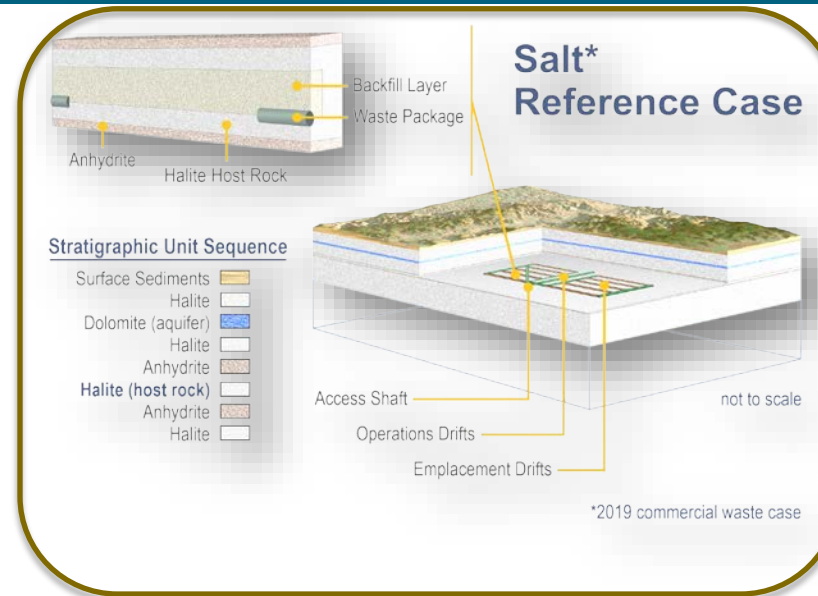 Salt*
Reference Case
Backfill Layer
Waste Package
Anhydrite
Halite Host Rock
Stratigraphic Unit Sequence
Surface Sediments
Halite
Dolomite (aquifer)
Halite
Anhydrite
Halite (host rock)
Anhydrite
Halite
Access Shaft
not to scale
Operations Drifts
Emplacement Drifts
*2019 commercial waste case